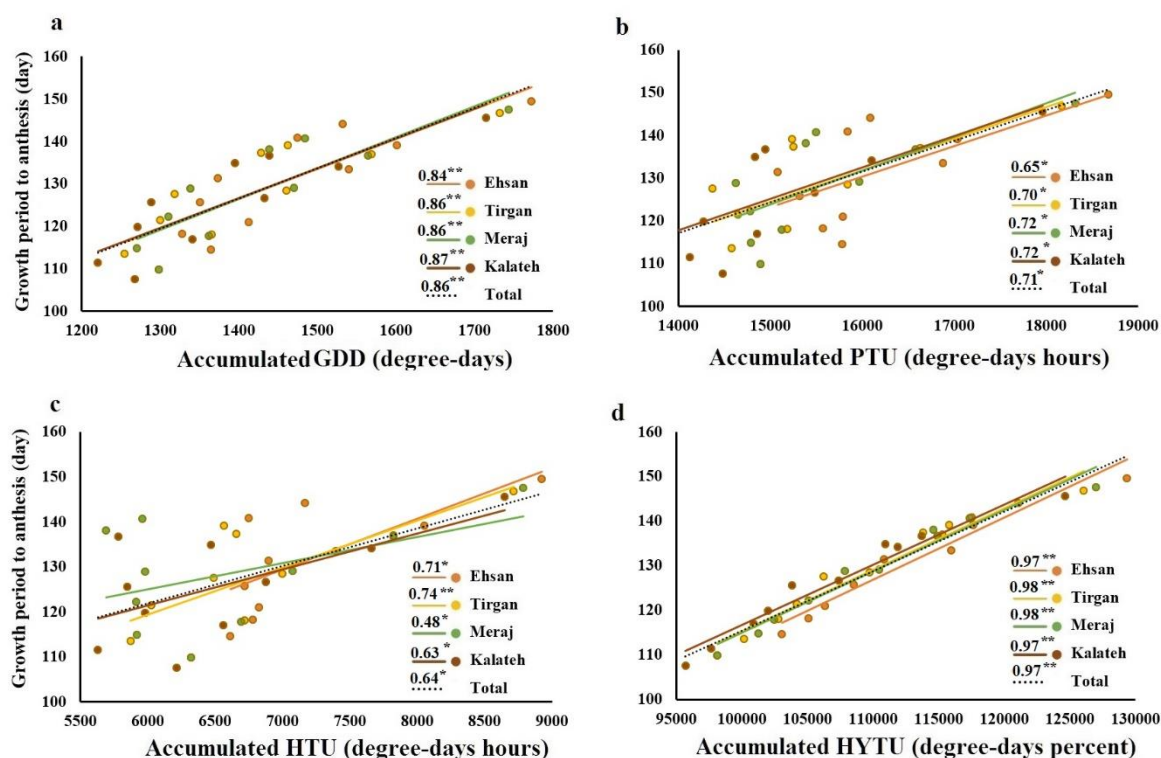 a
Growth period to anthesis (day)
160
150
140
130
120
110
100
1200 1300 1400 1500 1600 1700 1800
Accumulated GDD (degree-days)
0.84** Ehsan
0.86** Tirgan
0.86** Meraj
0.87** Kalateh
0.86** Total
b
160
150
140
130
120
110
100
14000 15000 16000 17000 18000 19000
Accumulated PTU (degree-days hours)
0.65* Ehsan
0.70* Tirgan
0.72* Meraj
0.72* Kalateh
0.71* Total
c
Growth period to anthesis (day)
160
150
140
130
120
110
100
5500 6000 6500 7000 7500 8000 8500 9000
Accumulated HTU (degree-days hours)
0.71* Ehsan
0.74** Tirgan
0.48* Meraj
0.63* Kalateh
0.64* Total
d
160
150
140
130
120
110
100
95000 100000 105000 110000 115000 120000 125000 130000
Accumulated HYTU (degree-days percent)
0.97** Ehsan
0.98** Tirgan
0.98** Meraj
0.97** Kalateh
0.97** Total